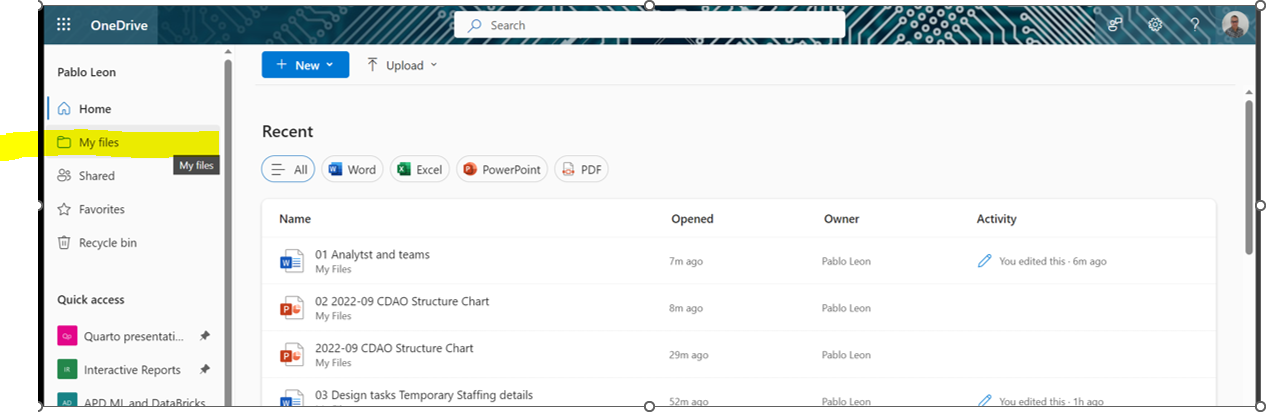 OneDrive
Search
Pablo Leon
Home
My files
My files
Shared
Favorites
Recycle bin
Quick access
Op Quarto presentati...
IR Interactive Reports
AD APD ML and DataBricks
New
Upload
Recent
All Word Excel PowerPoint PDF
Name Opened Owner Activity
01 Analytst and teams
My Files
7m ago Pablo Leon You edited this · 6m ago
02 2022-09 CDAO Structure Chart
My Files
8m ago Pablo Leon
2022-09 CDAO Structure Chart
My Files
29m ago Pablo Leon
03 Design tasks Temporary Staffing details
52m ago Pablo Leon You edited this · 1h ago